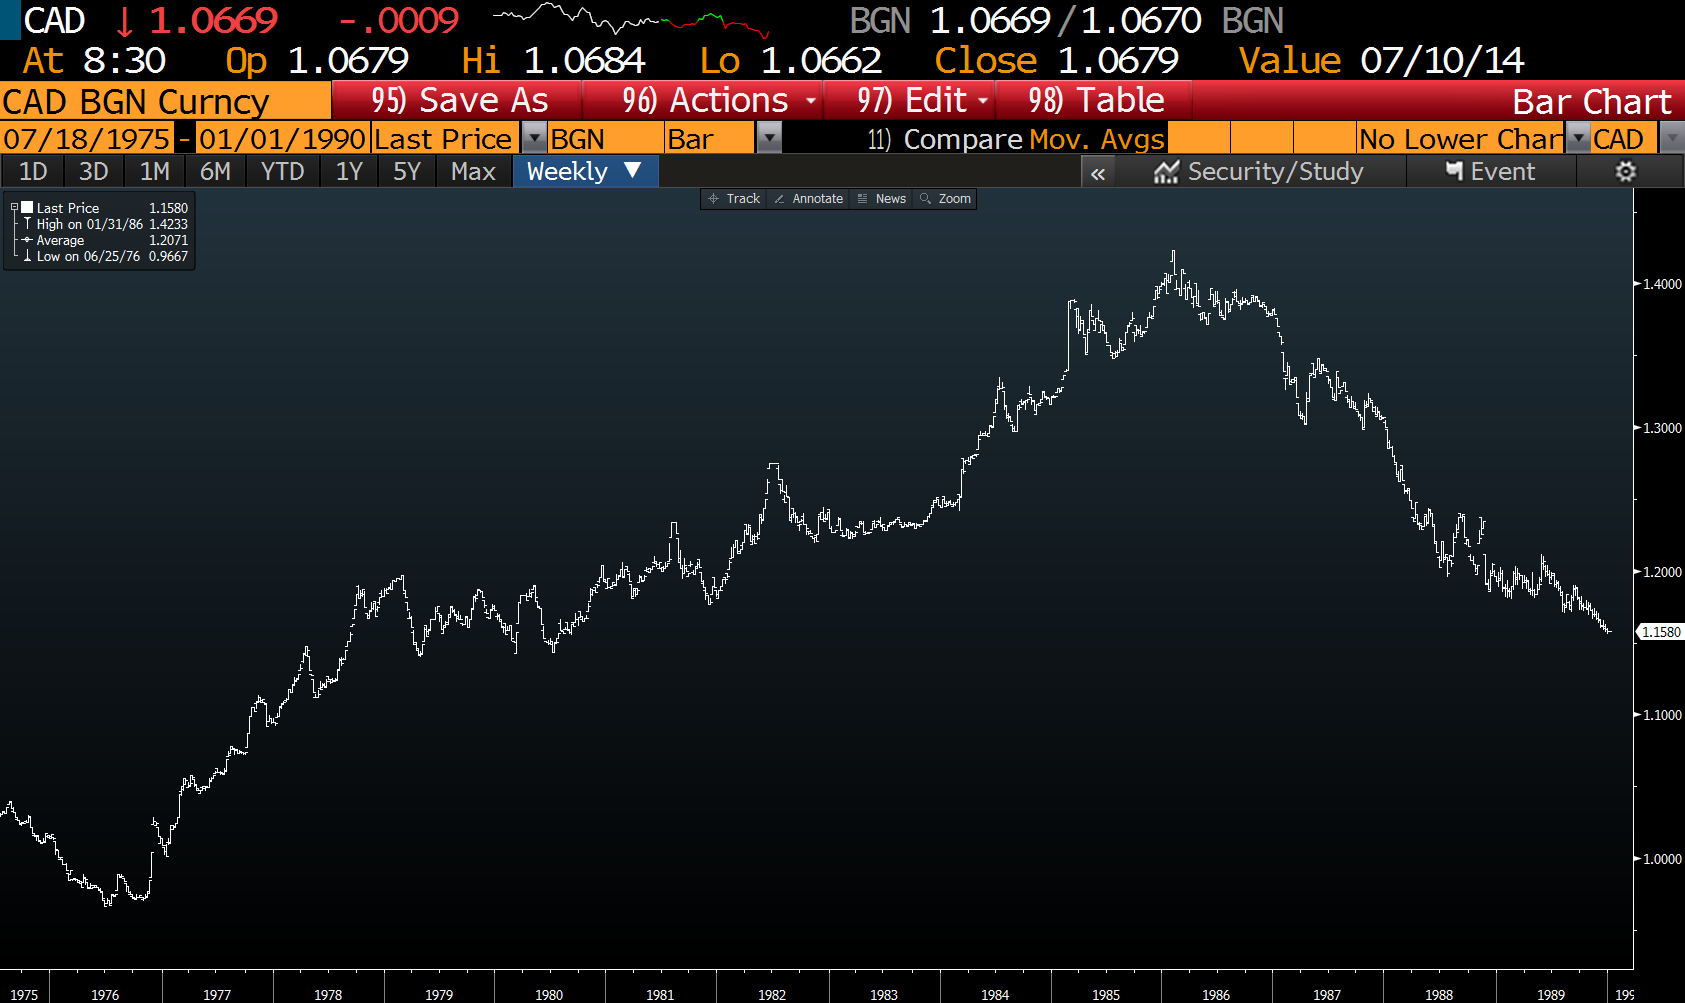 CAD ↓ 1.0669 -.0009 BGN 1.0669/1.0670 BGN
At 8:30 Op 1.0679 Hi 1.0684 Lo 1.0662 Close 1.0679 Value 07/10/14
CAD BGN Curncy 95) Save As 96) Actions 97) Edit 98) Table Bar Chart
07/18/1975 - 01/01/1990 Last Price BGN Bar 11) Compare Mov. Avgs No Lower Char CAD
1D 3D 1M 6M YTD 1Y 5Y Max Weekly ▼ « Security/Study Event
Track Annotate News Zoom
Last Price 1.1580
High on 01/31/86 1.4233
Average 1.2071
Low on 06/25/76 0.9667
1.4000
1.3000
1.2000
1.1580
1.1000
1.0000
1975 1976 1977 1978 1979 1980 1981 1982 1983 1984 1985 1986 1987 1988 1989 199